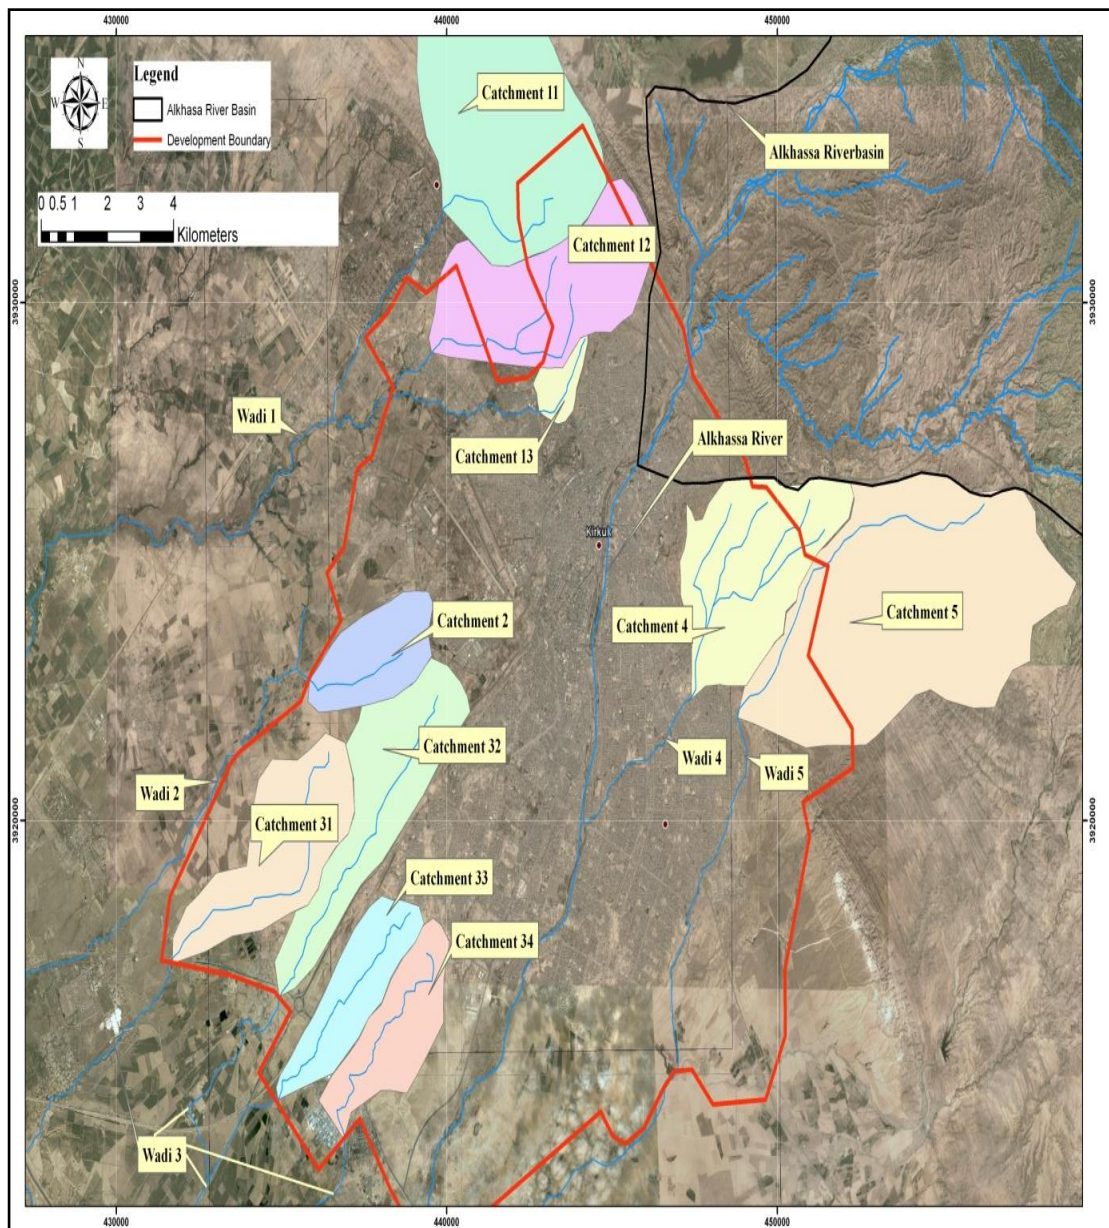 430000
440000
450000
N
W
E
S
Legend
Alkhasa River Basin
Development Boundary
0 0.5 1 2 3 4
Kilometers
Catchment 11
Alkhassa Riverbasin
Catchment 12
3930000
3930000
Wadi 1
Catchment 13
Alkhassa River
Kirkuk
Catchment 2
Catchment 4
Catchment 5
Catchment 32
Wadi 4
Wadi 5
Wadi 2
3920000
3920000
Catchment 31
Catchment 33
Catchment 34
Wadi 3
430000
440000
450000